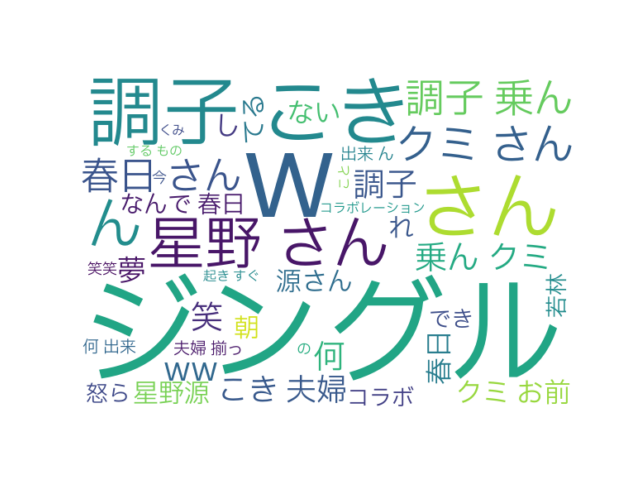 調子 こき
調子 乗ん
クミ さん
くみ
し
てる
ない
する もの
出来 ん
春日 さん
今
w
調子
さん
なんで 春日
コラボレーション
ん
星野 さん
れ
乗ん クミ
笑笑
夢
起き すぐ
源さん
ジングル
笑
朝
でき
若林
何 出来
夫婦 揃っ
の
何
春日
ww
怒ら
星野源
こき 夫婦
コラボ
クミ お前